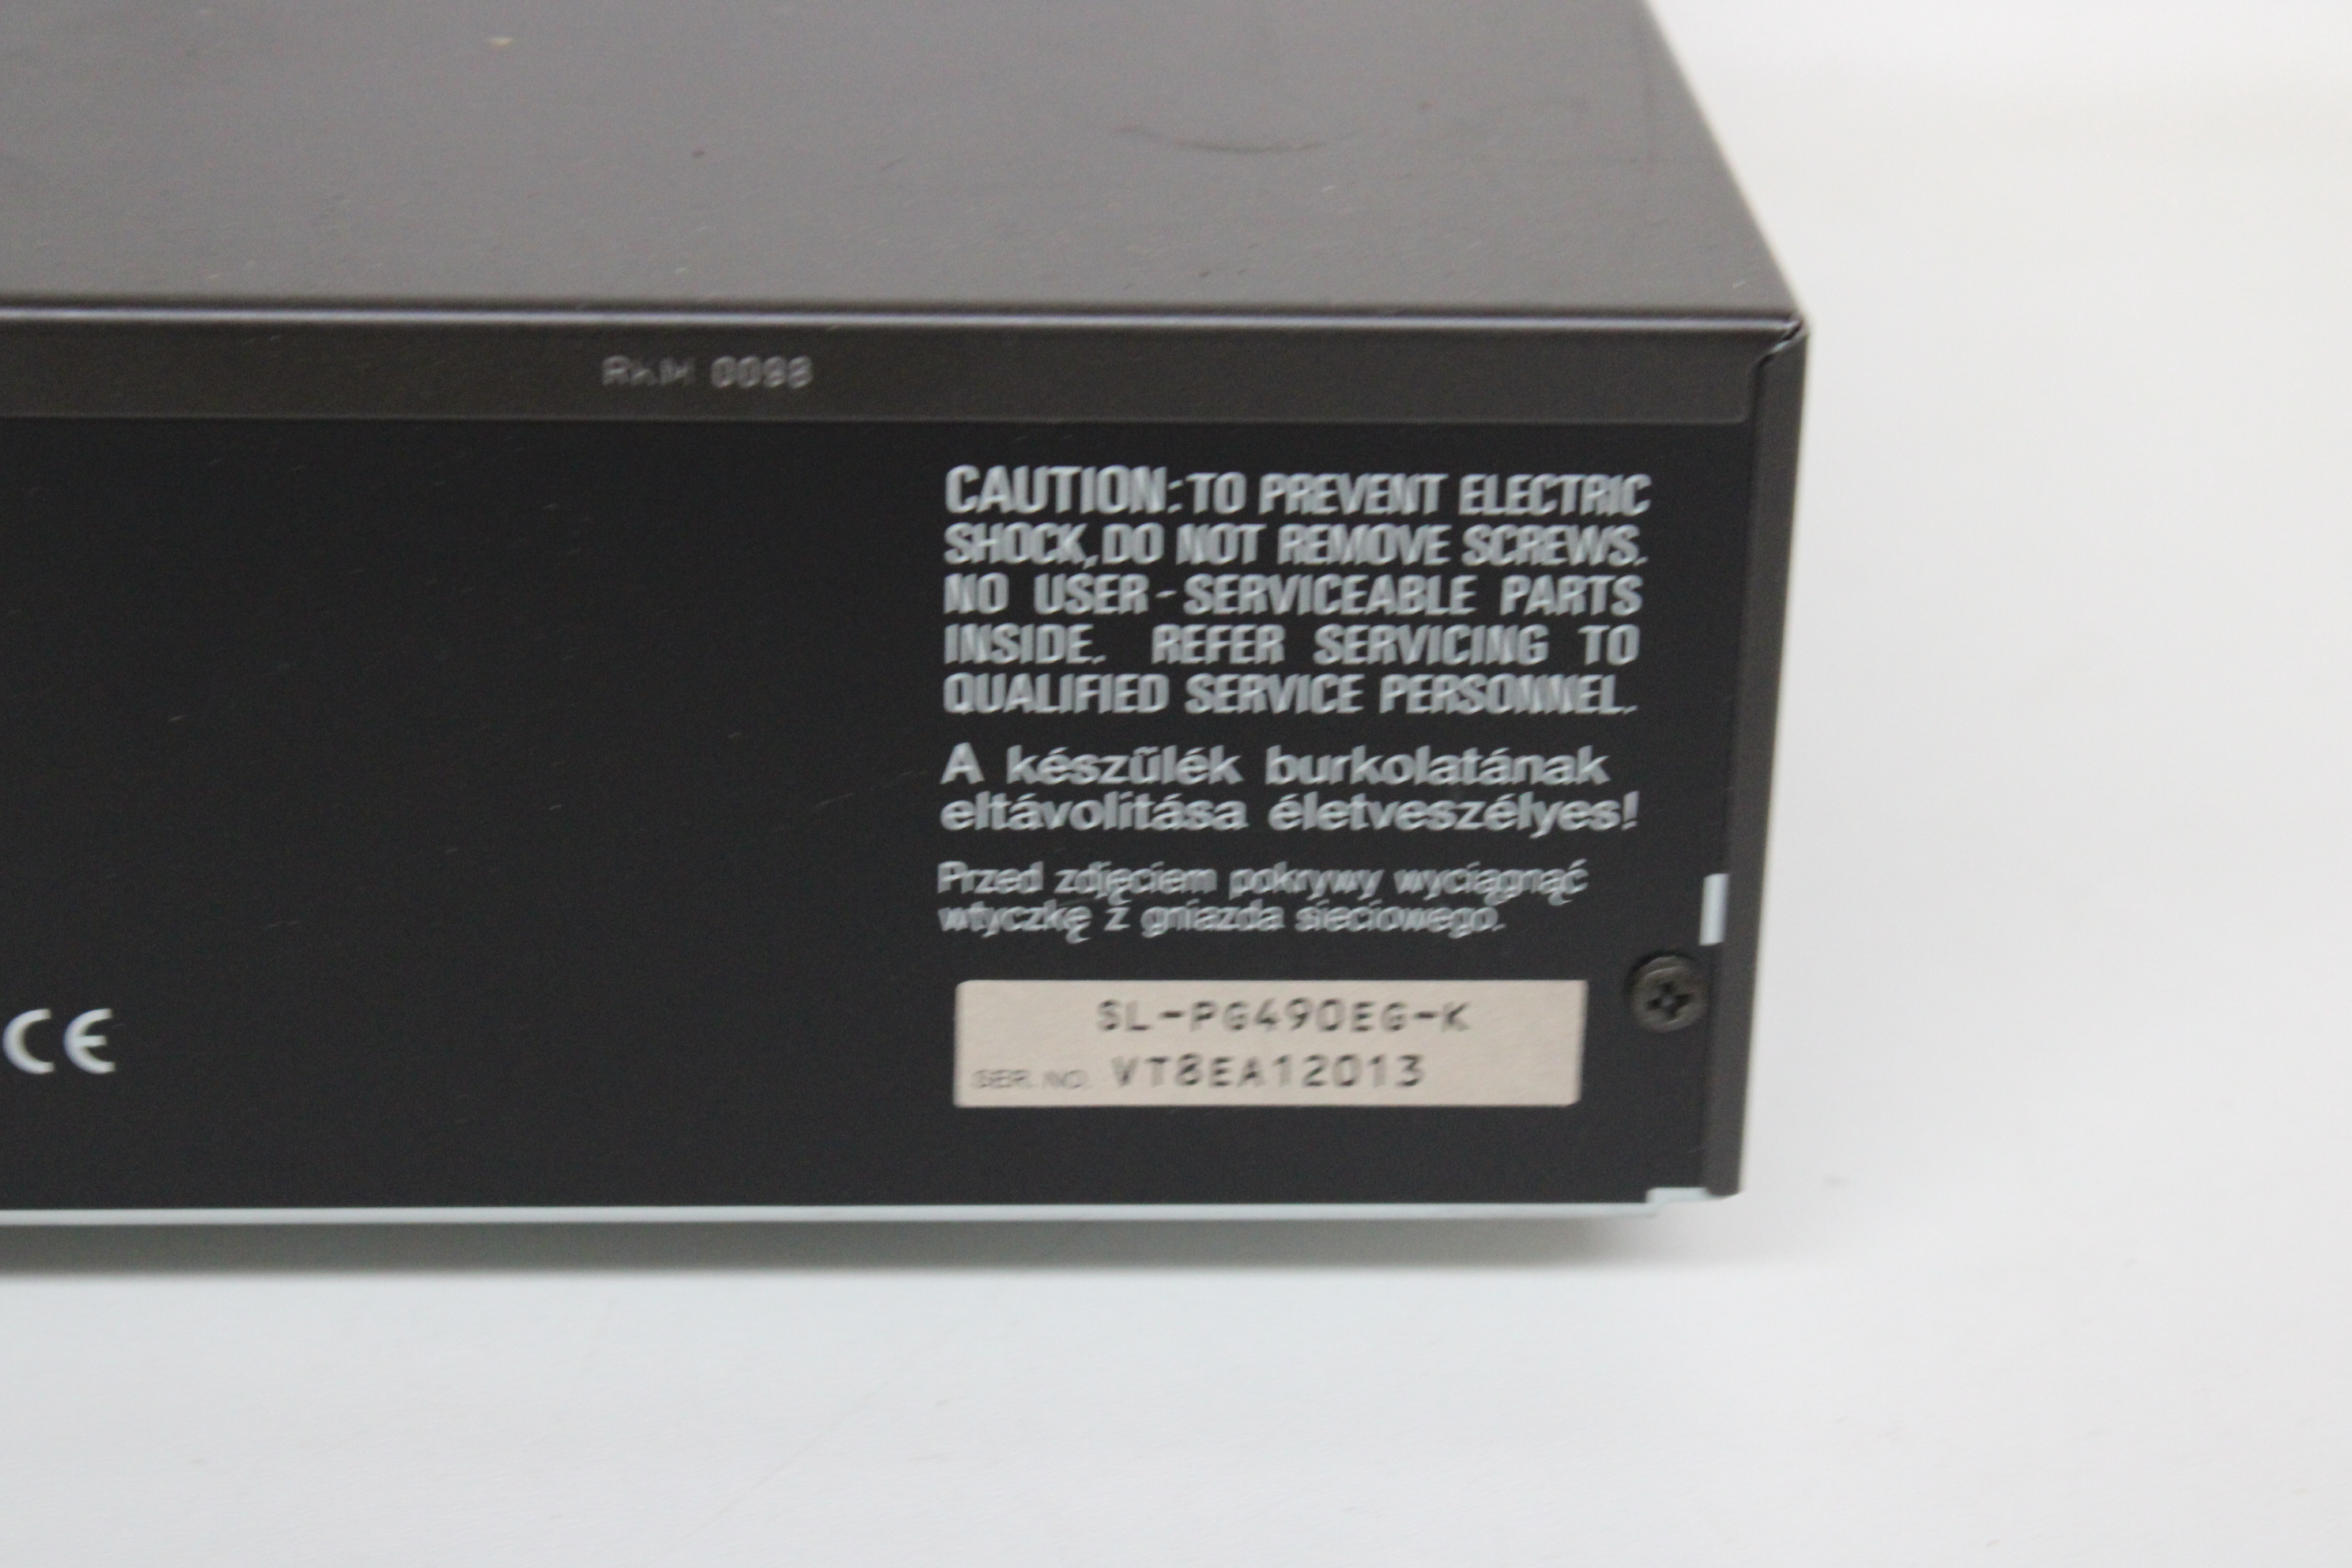 RKM 0098
CAUTION: TO PREVENT ELECTRIC
SHOCK, DO NOT REMOVE SCREWS.
NO USER-SERVICEABLE PARTS
INSIDE. REFER SERVICING TO
QUALIFIED SERVICE PERSONNEL.
A készűlék burkolatának
eltávolitása életveszélyes!
Przed zdjęciem pokrywy wyciągnąć
wtyczkę z gniazda sieciowego.
CE
SL-PG490EG-K
SER. NO. VT8EA12013